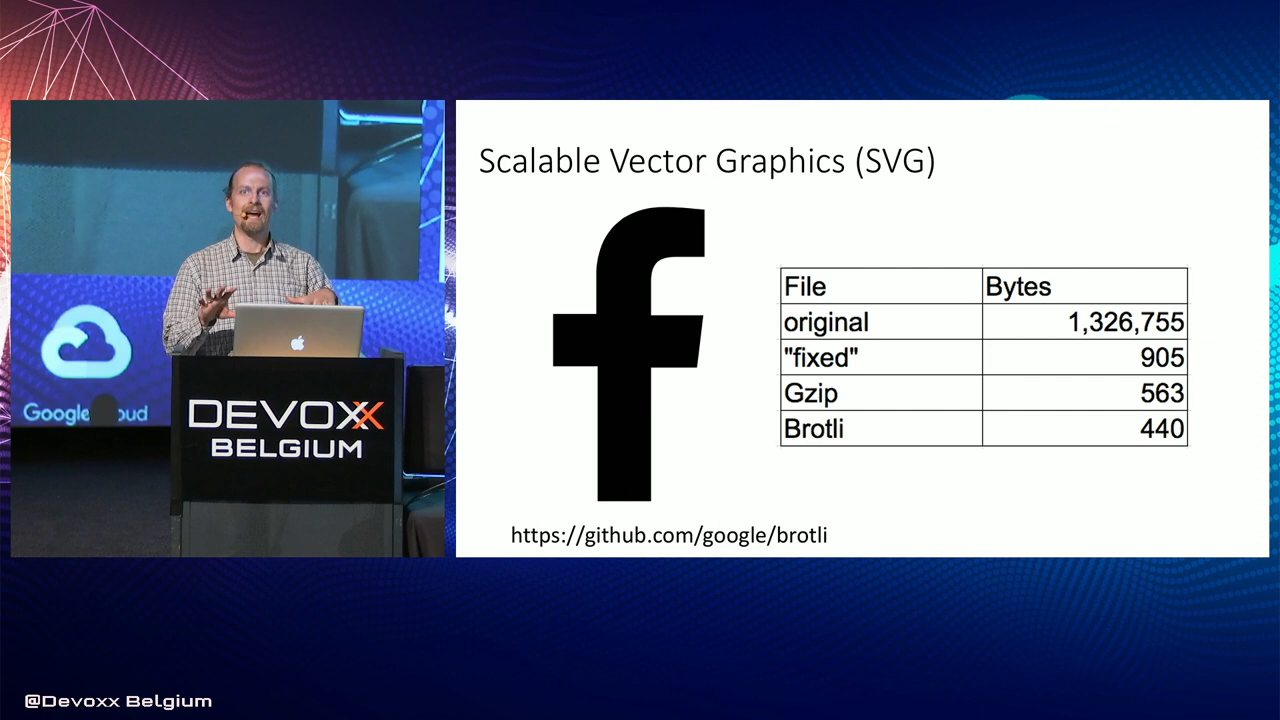 Scalable Vector Graphics (SVG)
File Bytes
original 1,326,755
"fixed" 905
Gzip 563
Brotli 440
https://github.com/google/brotli
Google
DEVOXX
BELGIUM
@Devoxx Belgium